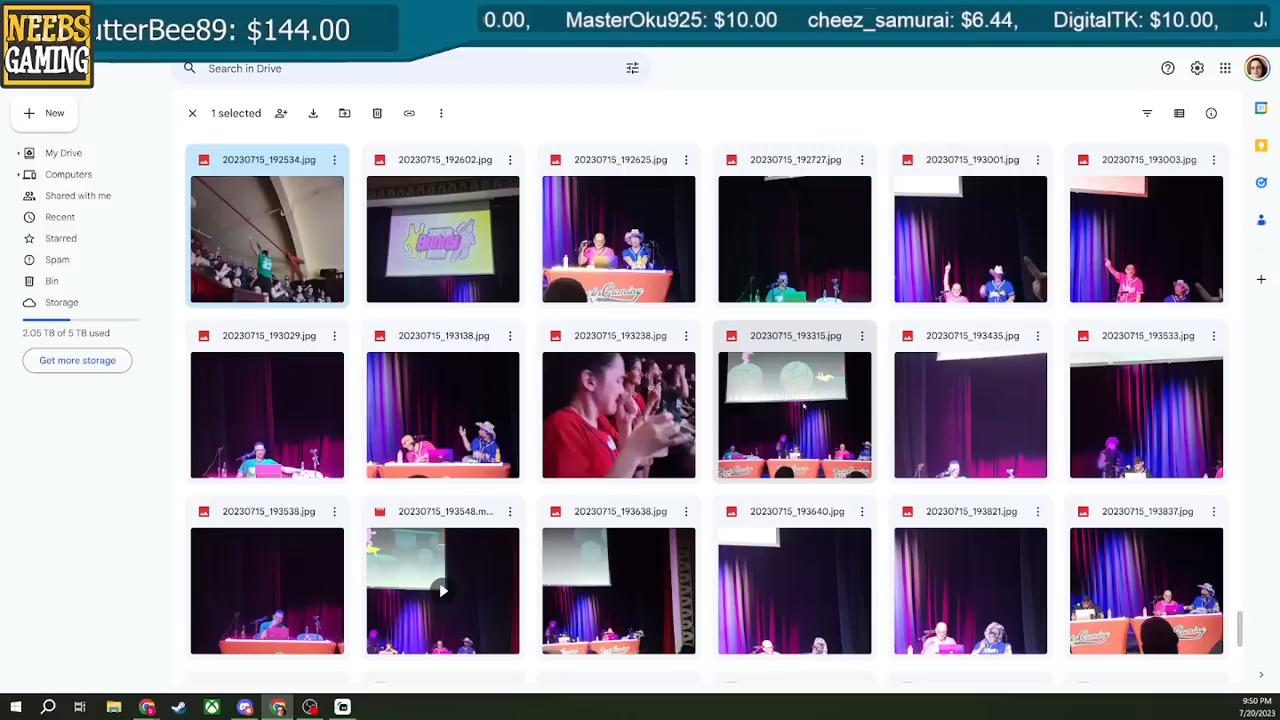 NEEBS
GAMING
utterBee89: $144.00
0.00, MasterOku925: $10.00 cheez_samurai: $6.44, DigitalTK: $10.00,
Search in Drive
New
1 selected
My Drive
Computers
Shared with me
Recent
Starred
Spam
Bin
Storage
2.05 TB of 5 TB used
Get more storage
20230715_192534.jpg 20230715_192602.jpg 20230715_192625.jpg 20230715_192727.jpg 20230715_193001.jpg 20230715_193003.jpg
Buddy
Neebs Gaming
20230715_193029.jpg 20230715_193138.jpg 20230715_193238.jpg 20230715_193315.jpg 20230715_193435.jpg 20230715_193533.jpg
20230715_193538.jpg 20230715_193548.m... 20230715_193638.jpg 20230715_193640.jpg 20230715_193821.jpg 20230715_193837.jpg
9:50 PM
7/20/2023